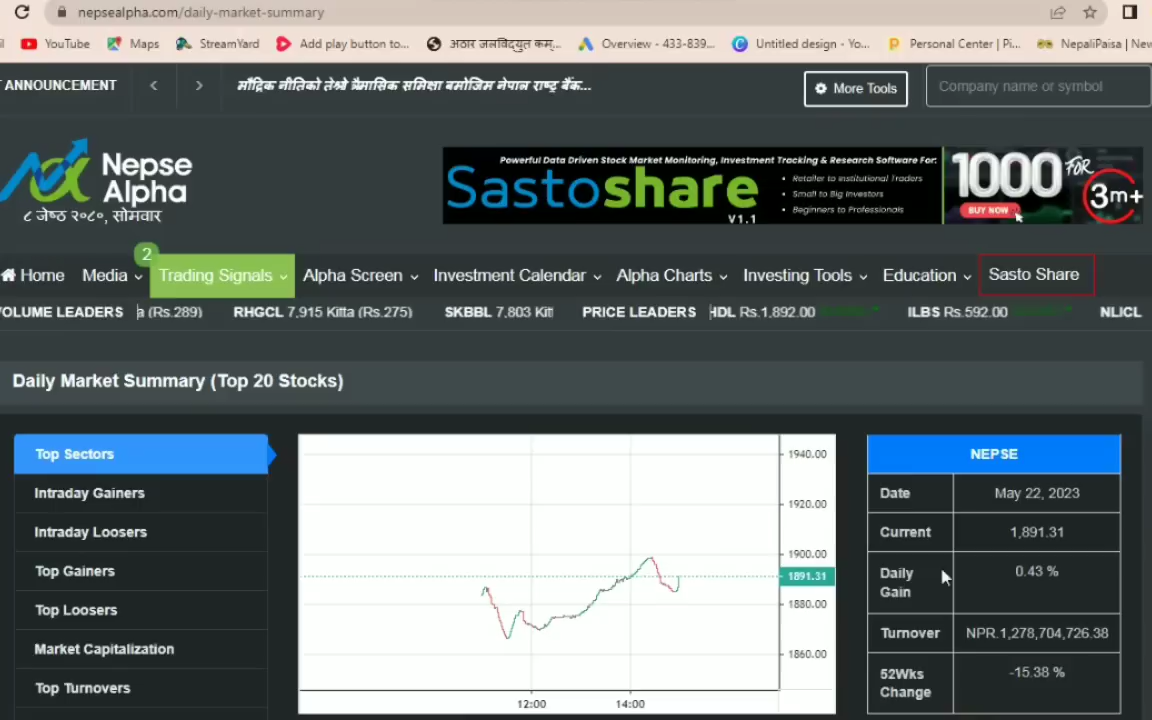 nepsealpha.com/daily-market-summary
YouTube Maps StreamYard Add play button to... अठार जलविद्युत कम्... Overview - 433-839... Untitled design - Yo... Personal Center | Pi... NepaliPaisa | New
ANNOUNCEMENT
मौद्रिक नीतिको तेश्रो त्रैमासिक समिक्षा बमोजिम नेपाल राष्ट्र बैंक...
More Tools
Company name or symbol
Nepse
Alpha
८ जेष्ठ २०८०, सोमवार
Powerful Data Driven Stock Market Monitoring, Investment Tracking & Research Software For:
Sastoshare
V1.1
• Retailer to Institutional Traders
• Small to Big Investors
• Beginners to Professionals
1000 FOR 3m+
BUY NOW
2
Home Media Trading Signals Alpha Screen Investment Calendar Alpha Charts Investing Tools Education Sasto Share
OLUME LEADERS a (Rs.289) RHGCL 7,915 Kitta (Rs.275) SKBBL 7,803 Kitt PRICE LEADERS HDL Rs.1,892.00 ILBS Rs.592.00 NLICL
Daily Market Summary (Top 20 Stocks)
Top Sectors
Intraday Gainers
Intraday Loosers
Top Gainers
Top Loosers
Market Capitalization
Top Turnovers
1940.00
1920.00
1900.00
1891.31
1880.00
1860.00
12:00 14:00
NEPSE
Date May 22, 2023
Current 1,891.31
Daily Gain 0.43 %
Turnover NPR.1,278,704,726.38
52Wks Change -15.38 %